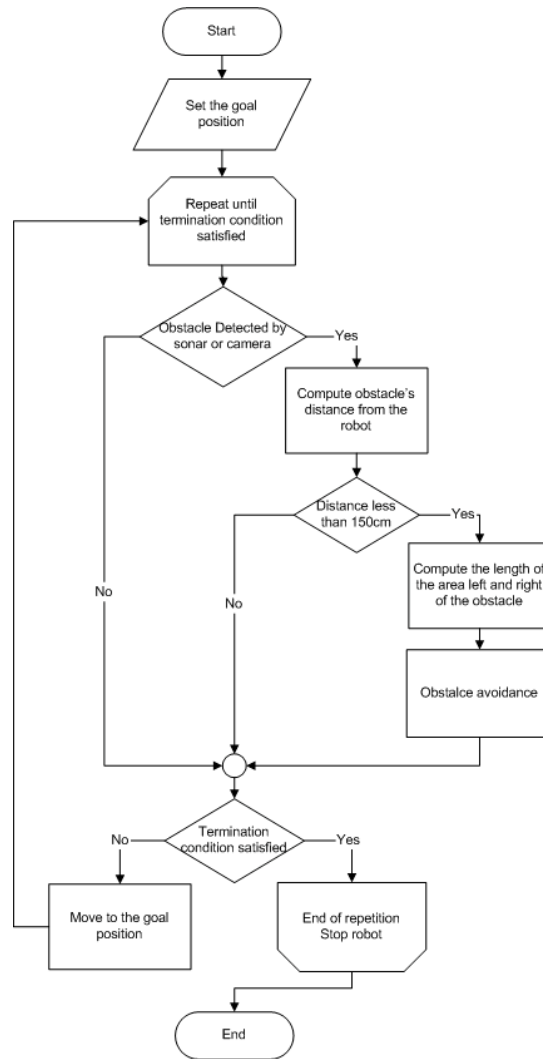 Start
Set the goal
position
Repeat until
termination condition
satisfied
Obstacle Detected by
sonar or camera
Yes
Compute obstacle's
distance from the
robot
Distance less
than 150cm
Yes
Compute the length of
the area left and right
of the obstacle
No
No
Obstalce avoidance
Termination
condition satisfied
No
Yes
Move to the goal
position
End of repetition
Stop robot
End